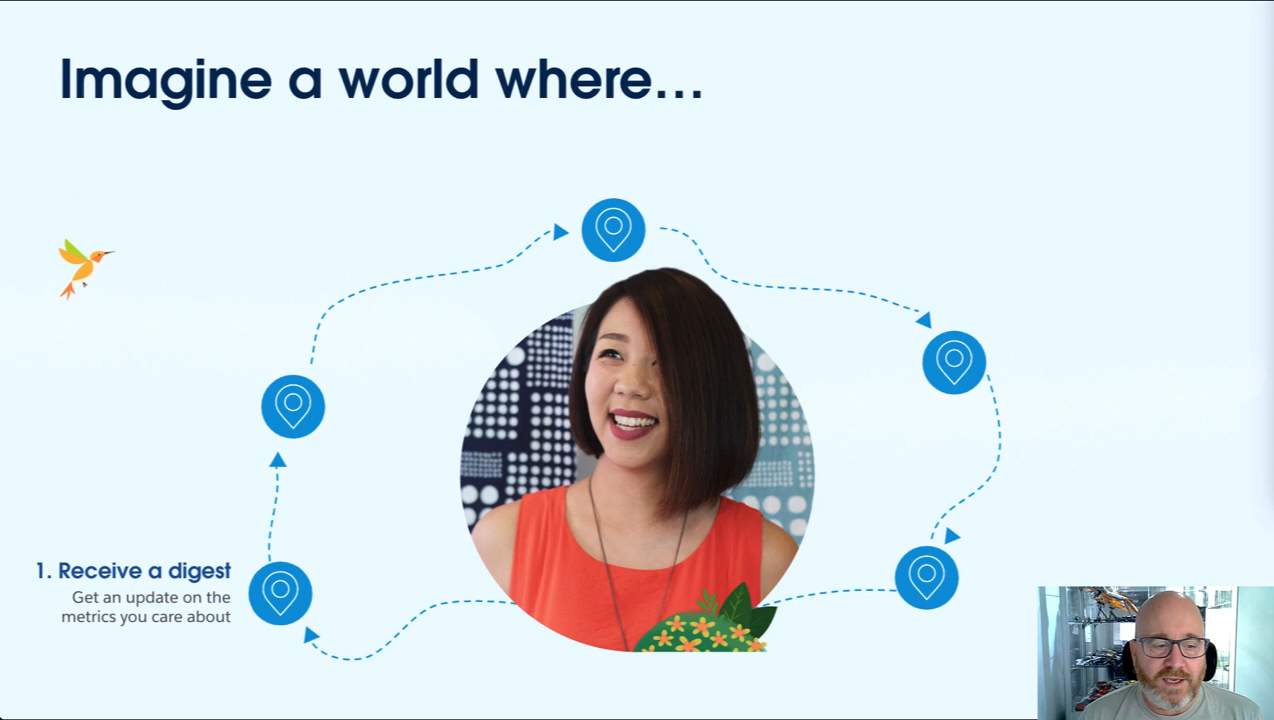 Imagine a world where…
1. Receive a digest
Get an update on the
metrics you care about